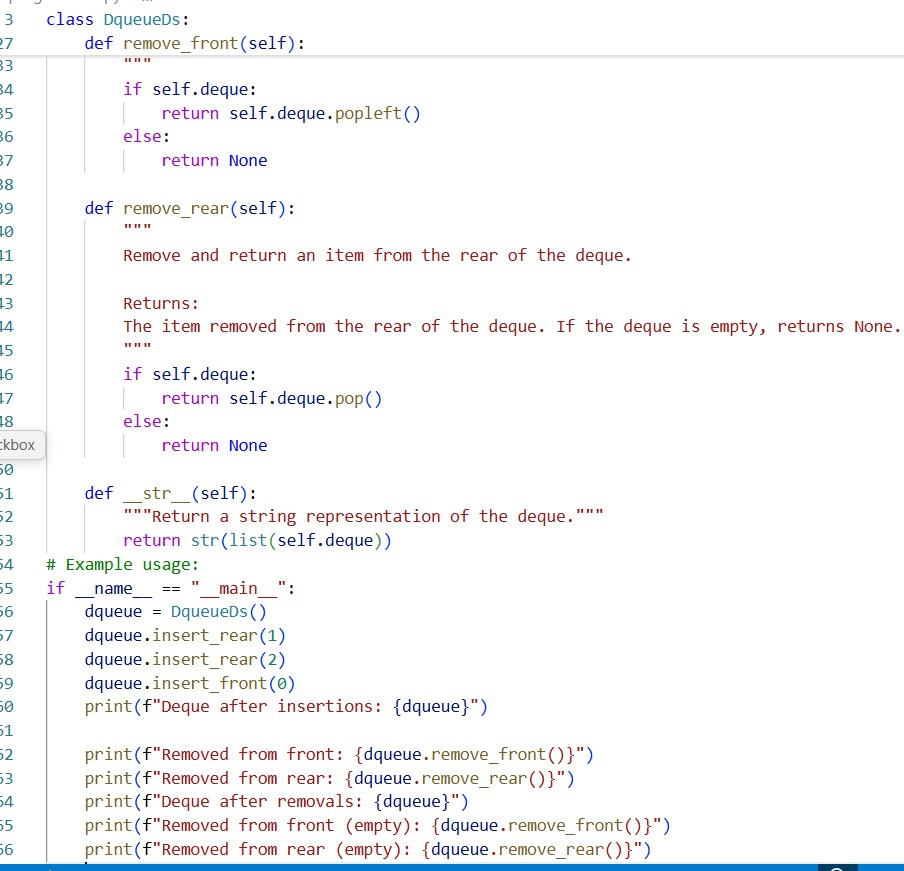 3 class DqueueDs:
27 def remove_front(self):
33 """
34 if self.deque:
35 return self.deque.popleft()
36 else:
37 return None
38
39 def remove_rear(self):
40 """
41 Remove and return an item from the rear of the deque.
42
43 Returns:
44 The item removed from the rear of the deque. If the deque is empty, returns None.
45 """
46 if self.deque:
47 return self.deque.pop()
48 else:
ckbox return None
50
51 def __str__(self):
52 """Return a string representation of the deque."""
53 return str(list(self.deque))
54 # Example usage:
55 if __name__ == "__main__":
56 dqueue = DqueueDs()
57 dqueue.insert_rear(1)
58 dqueue.insert_rear(2)
59 dqueue.insert_front(0)
60 print(f"Deque after insertions: {dqueue}")
61
62 print(f"Removed from front: {dqueue.remove_front()}")
63 print(f"Removed from rear: {dqueue.remove_rear()}")
64 print(f"Deque after removals: {dqueue}")
65 print(f"Removed from front (empty): {dqueue.remove_front()}")
66 print(f"Removed from rear (empty): {dqueue.remove_rear()}")